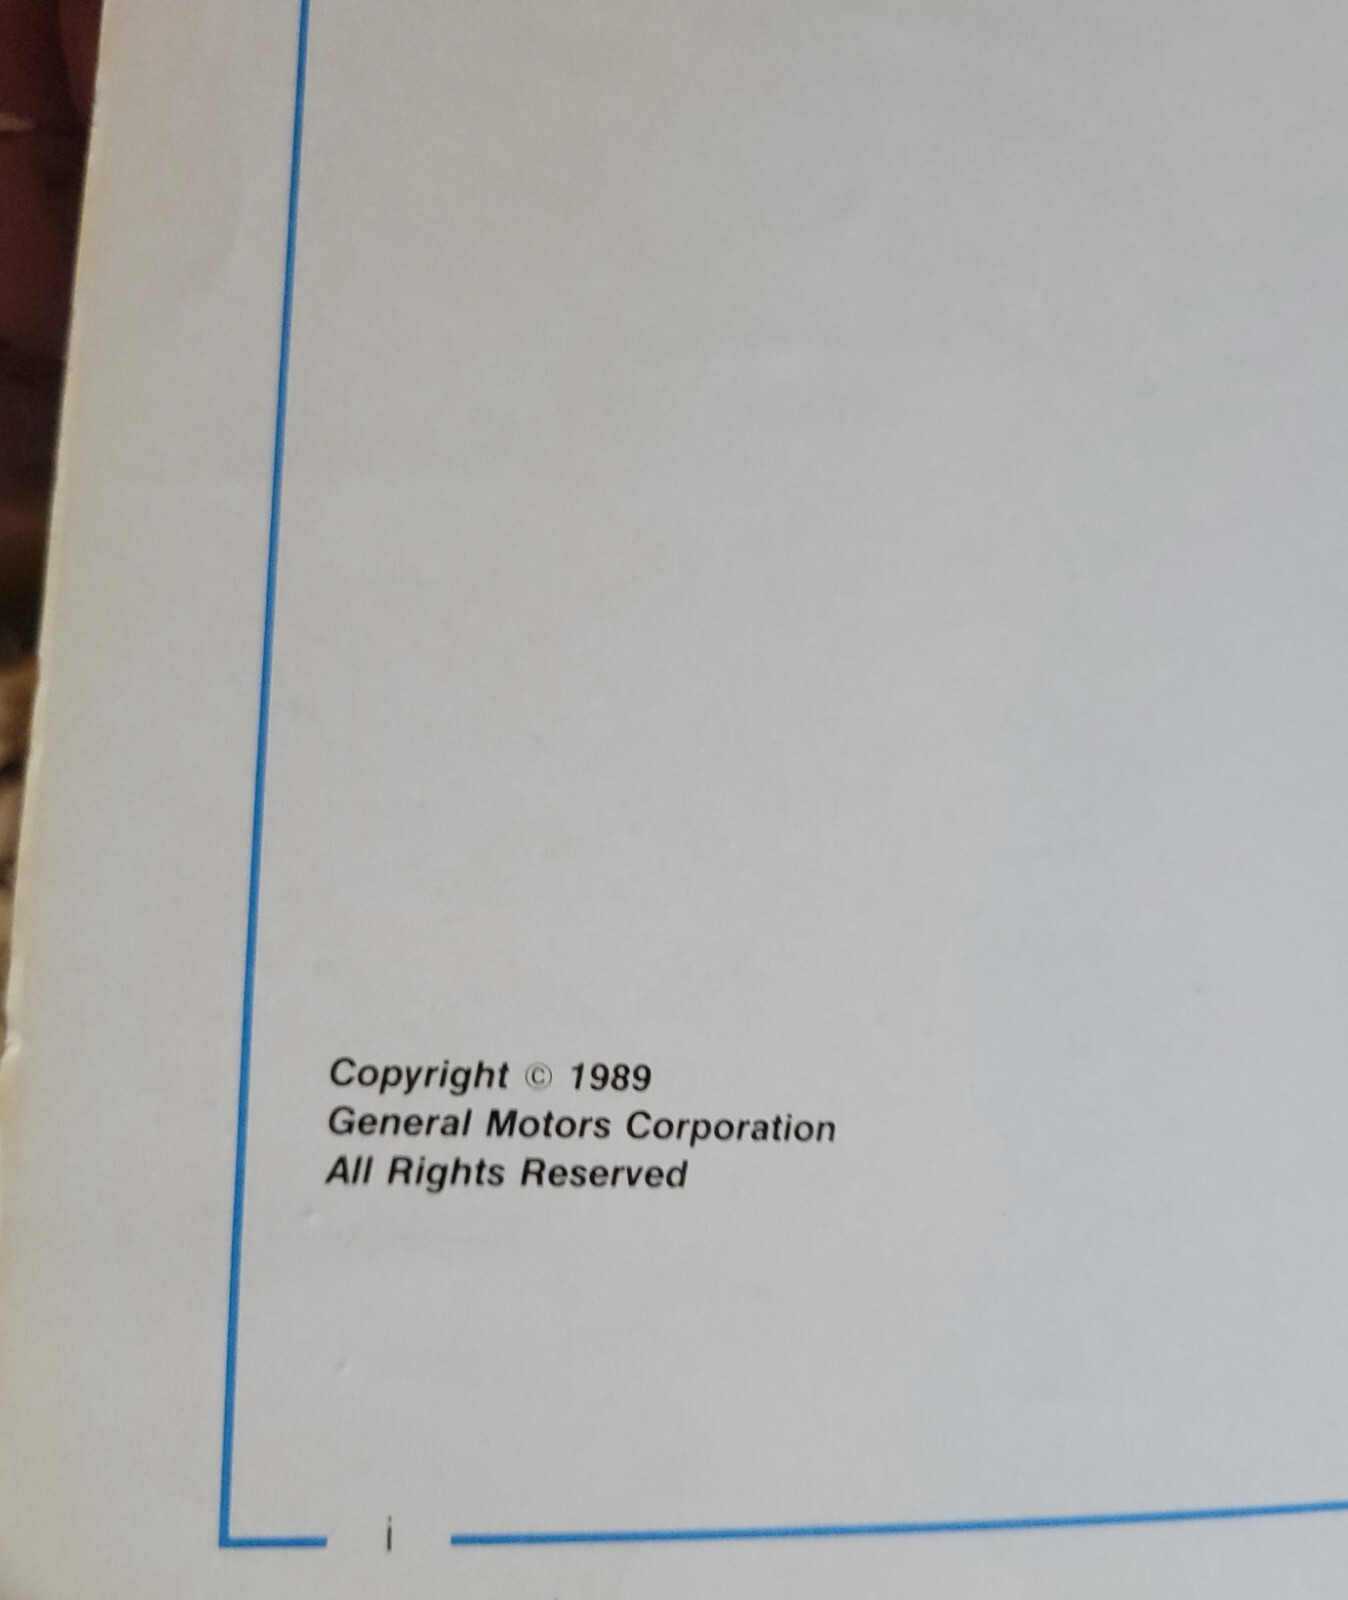 Copyright © 1989
General Motors Corporation
All Rights Reserved
i